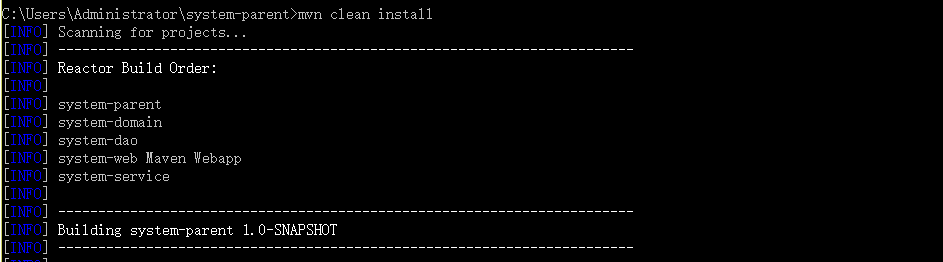 C:\Users\Administrator\system-parent>mvn clean install
[INFO] Scanning for projects...
[INFO] ------------------------------------------------------------------------
[INFO] Reactor Build Order:
[INFO]
[INFO] system-parent
[INFO] system-domain
[INFO] system-dao
[INFO] system-web Maven Webapp
[INFO] system-service
[INFO]
[INFO] ------------------------------------------------------------------------
[INFO] Building system-parent 1.0-SNAPSHOT
[INFO] ------------------------------------------------------------------------